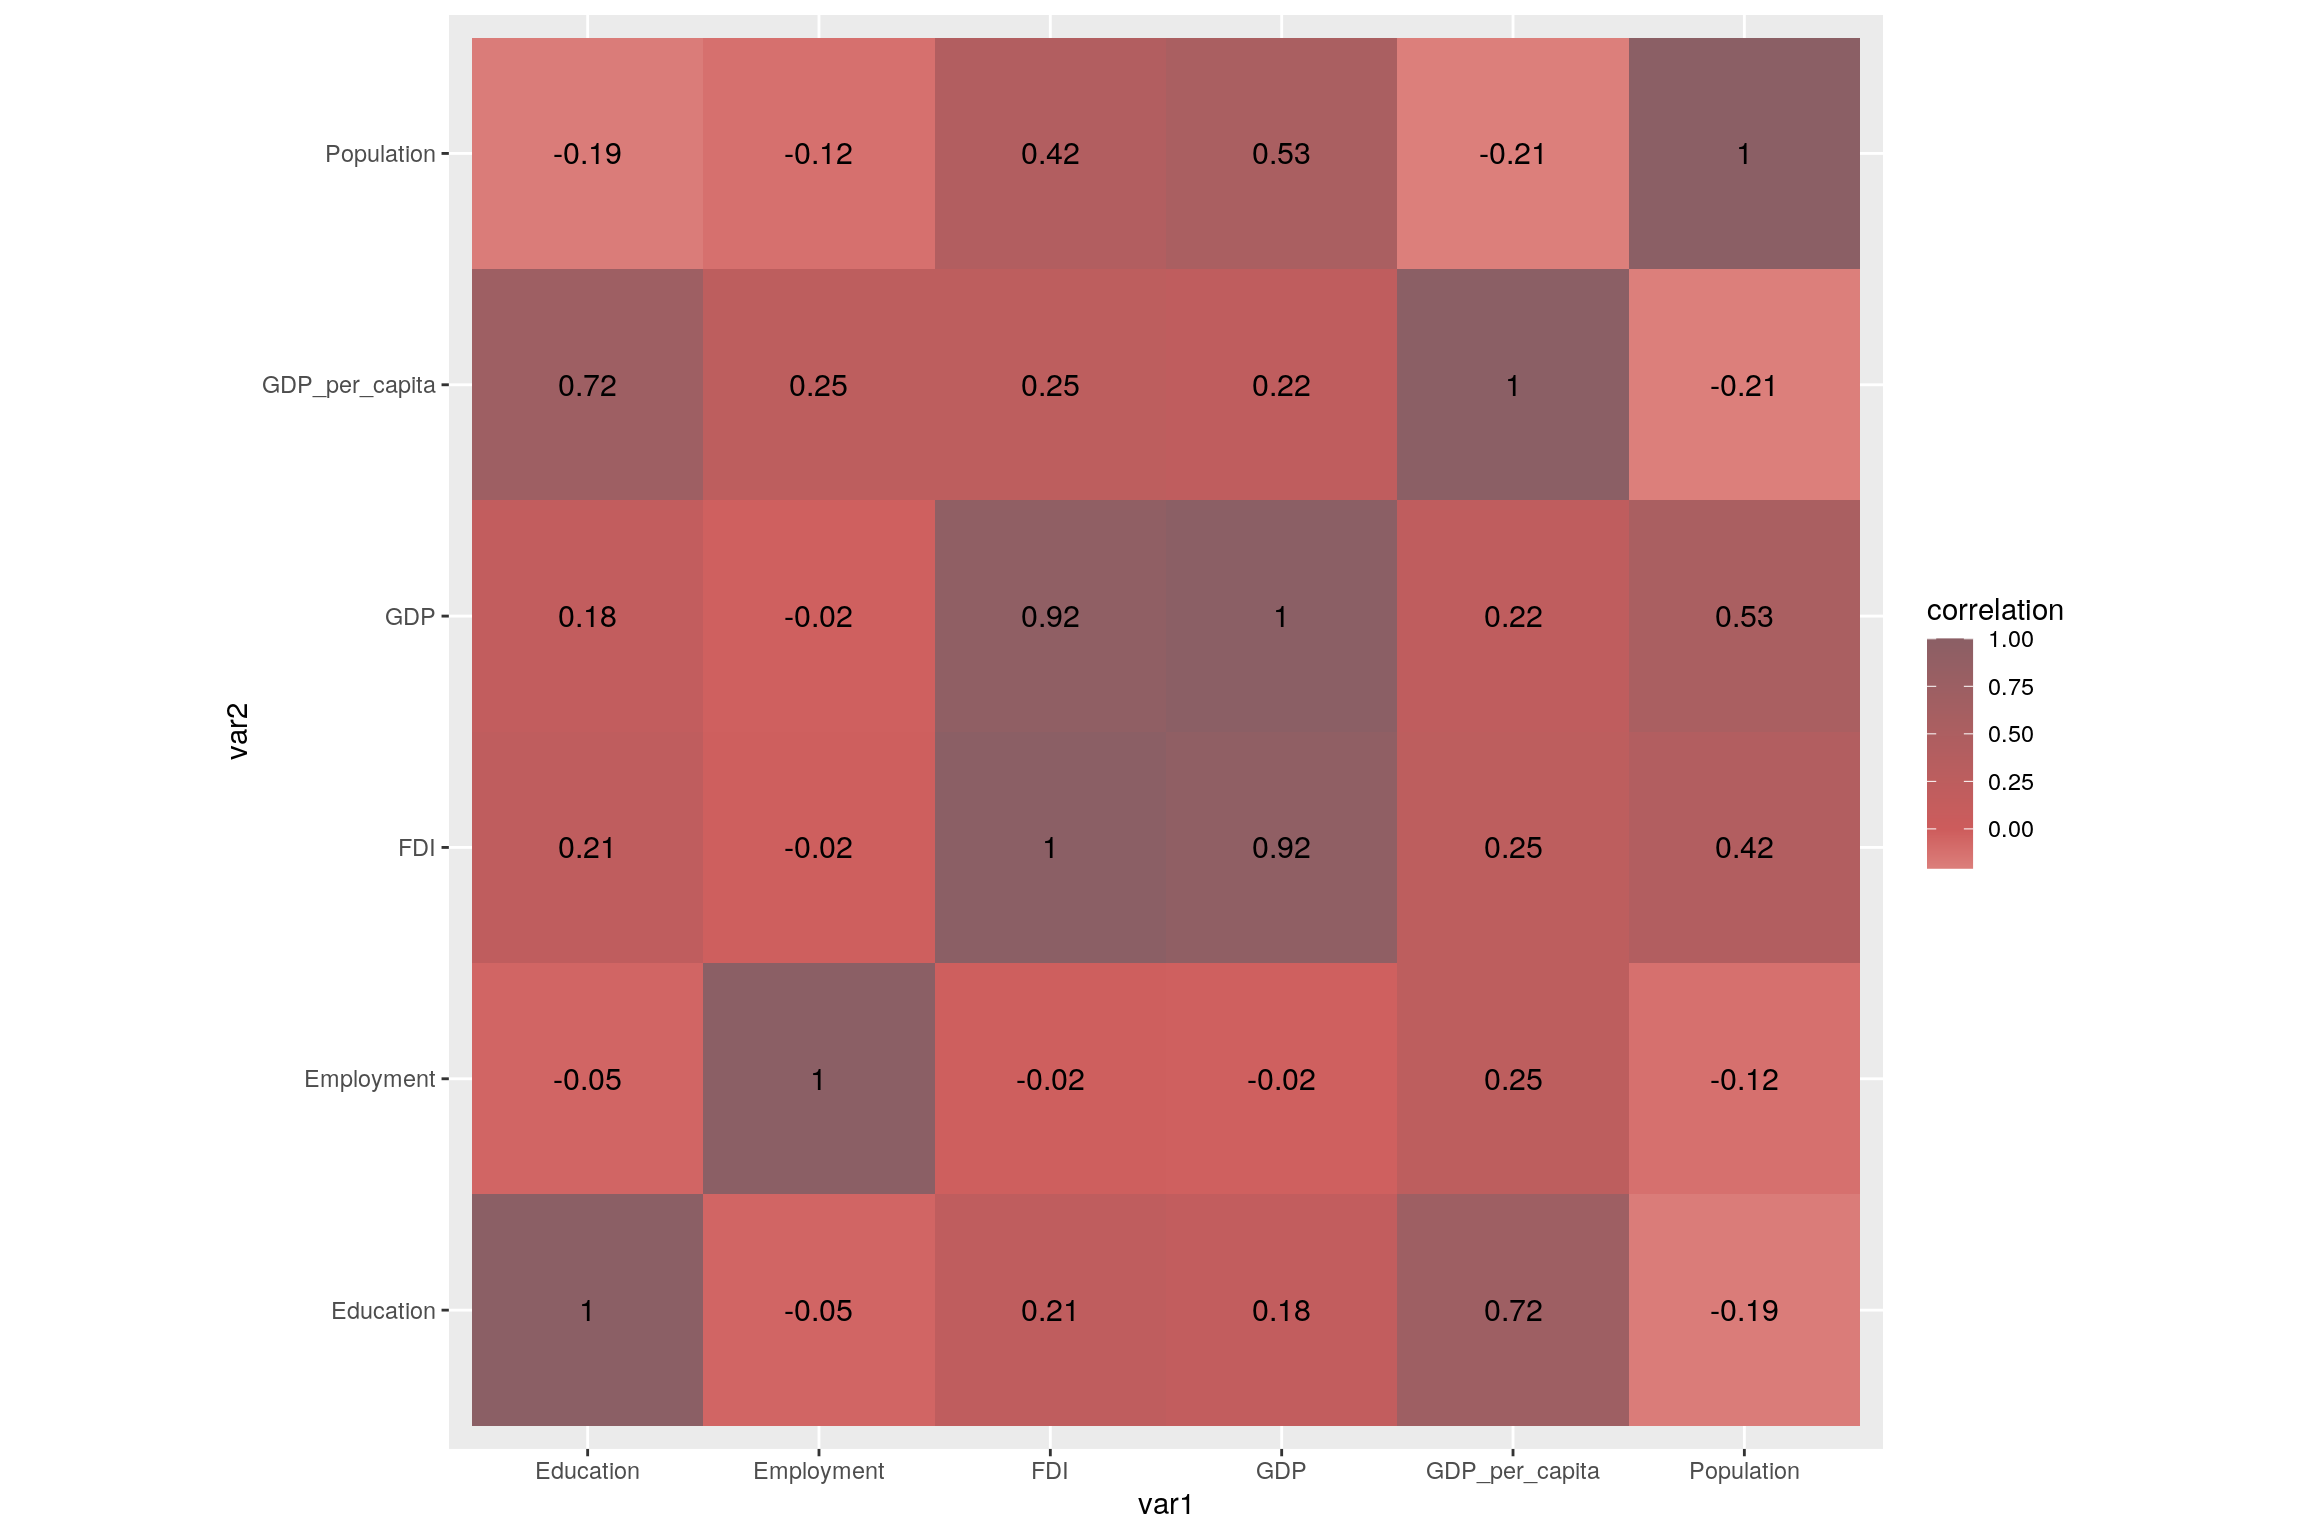 Population -0.19 -0.12 0.42 0.53 -0.21 1
GDP_per_capita 0.72 0.25 0.25 0.22 1 -0.21
GDP 0.18 -0.02 0.92 1 0.22 0.53
FDI 0.21 -0.02 1 0.92 0.25 0.42
Employment -0.05 1 -0.02 -0.02 0.25 -0.12
Education 1 -0.05 0.21 0.18 0.72 -0.19
Education Employment FDI GDP GDP_per_capita Population
var1
var2
correlation
1.00
0.75
0.50
0.25
0.00